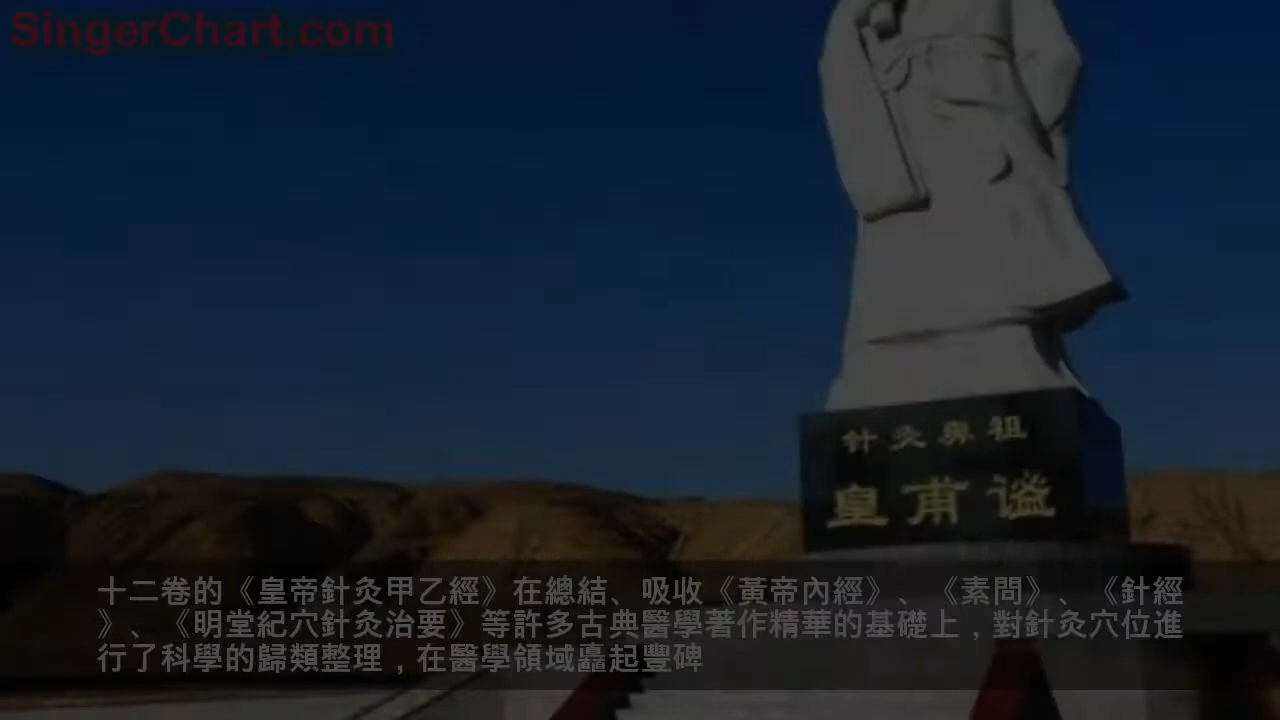 SingerChart.com
針灸鼻祖
皇甫谧
十二卷的《皇帝針灸甲乙經》在總結、吸收《黃帝內經》、《素問》、《針經
》、《明堂紀穴針灸治要》等許多古典醫學著作精華的基礎上，對針灸穴位進
行了科學的歸類整理，在醫學領域矗起豐碑